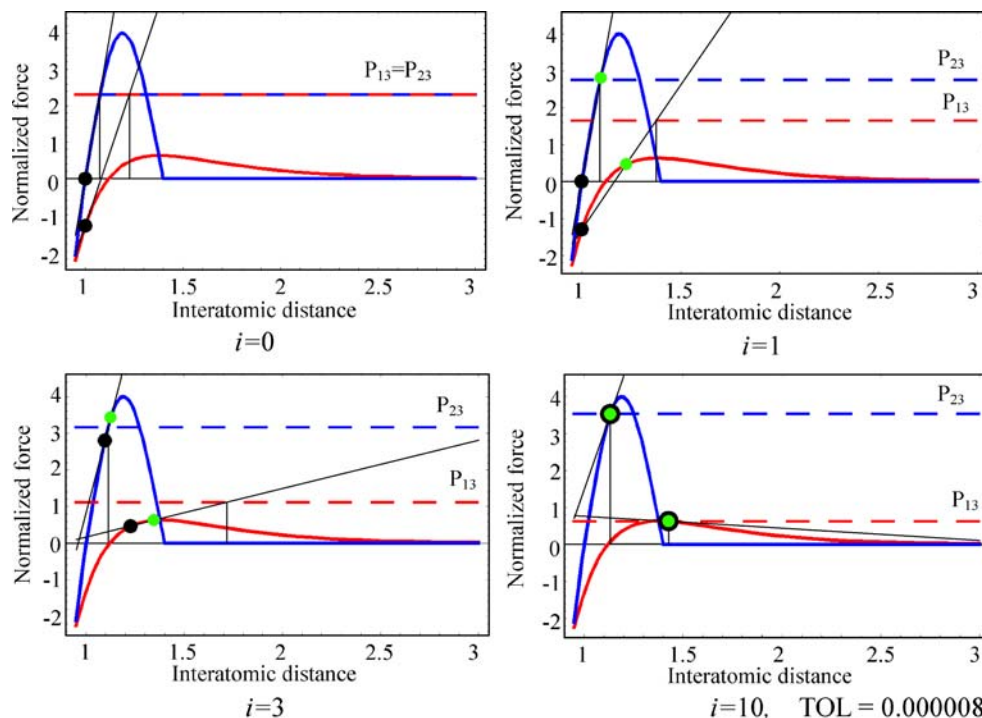 4
3
2
1
0
-1
-2
Normalized force
P13=P23
1 1.5 2 2.5 3
Interatomic distance
i=0
4
3
2
1
0
-1
-2
Normalized force
P23
P13
1 1.5 2 2.5 3
Interatomic distance
i=1
4
3
2
1
0
-1
-2
Normalized force
P23
P13
1 1.5 2 2.5 3
Interatomic distance
i=3
4
3
2
1
0
-1
-2
Normalized force
P23
P13
1 1.5 2 2.5 3
Interatomic distance
i=10, TOL = 0.000008